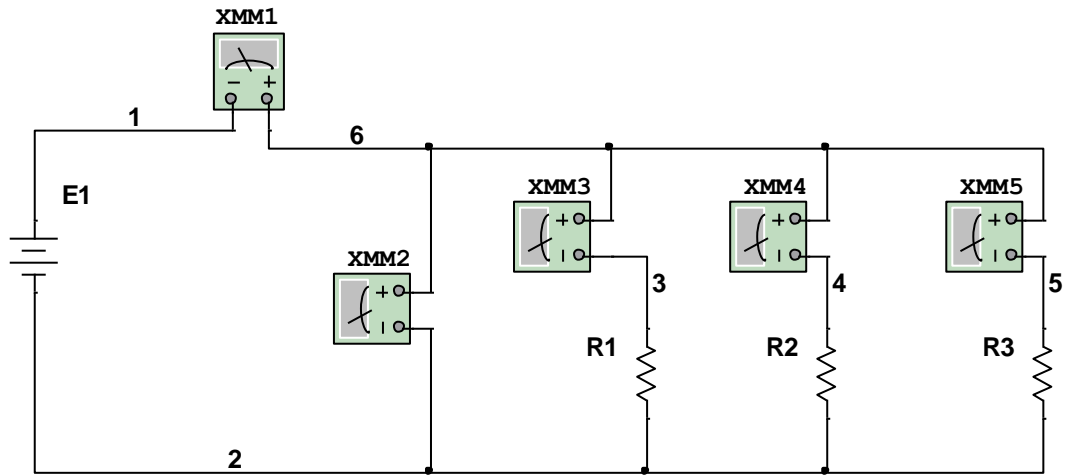 XMM1
− +
1
6
E1
XMM3
+
−
XMM4
+
−
XMM5
+
−
XMM2
+
−
3
4
5
R1
R2
R3
2